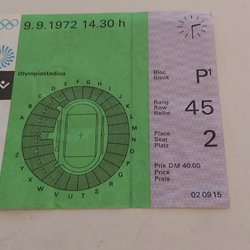 9.9.1972 14.30 h
Olympiastadion
Bloc
Block
P1
Rang
Row
Reihe
45
Place
Seat
Platz
2
Prix DM 40.00
Price
Preis
02 09 15